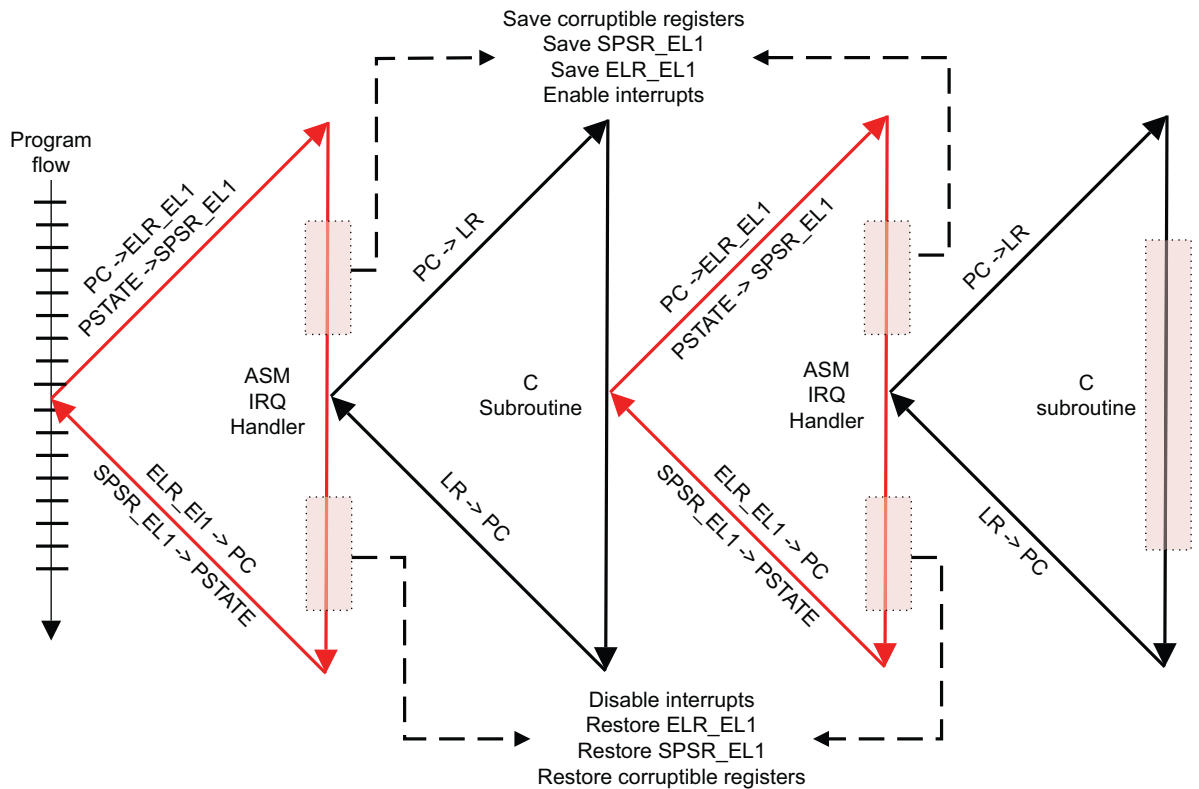 Save corruptible registers
Save SPSR_EL1
Save ELR_EL1
Enable interrupts
Program
flow
PC ->ELR_EL1
PSTATE ->SPSR_EL1
ASM
IRQ
Handler
ELR_El1 -> PC
SPSR_EL1 -> PSTATE
PC -> LR
C
Subroutine
LR -> PC
PC ->ELR_EL1
PSTATE -> SPSR_EL1
ASM
IRQ
Handler
ELR_EL1 -> PC
SPSR_EL1 -> PSTATE
PC ->LR
C
subroutine
LR -> PC
Disable interrupts
Restore ELR_EL1
Restore SPSR_EL1
Restore corruptible registers